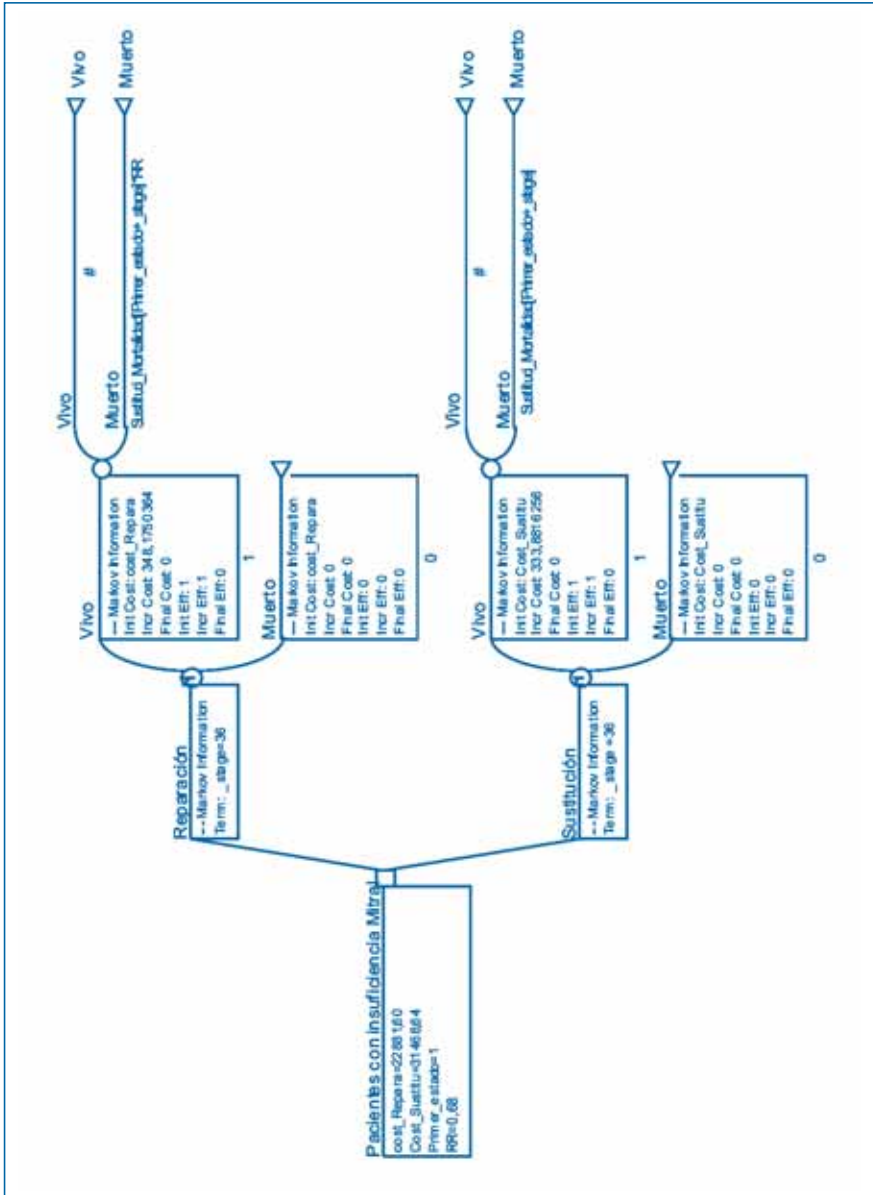 Pacientes con insuficiencia Mitral
cost_Repara=22881,60
Cost_Sustitu=31468,64
Primer_estado=1
RR=0,68
Reparación
--- Markov Information
Term: _stage=36
Vivo
--- Markov Information
Init Cost: cost_Repara
Incr Cost: 348,1750364
Final Cost: 0
Init Eff: 1
Incr Eff: 1
Final Eff: 0
1
Vivo
Vivo
#
Muerto
Muerto
Sustitud_Mortalidad[Primer_estado+_stage]*RR
Muerto
--- Markov Information
Init Cost: cost_Repara
Incr Cost: 0
Final Cost: 0
Init Eff: 0
Incr Eff: 0
Final Eff: 0
0
Sustitución
--- Markov Information
Term: _stage =36
Vivo
--- Markov Information
Init Cost: Cost_Sustitu
Incr Cost: 333,8816256
Final Cost: 0
Init Eff: 1
Incr Eff: 1
Final Eff: 0
1
Vivo
Vivo
#
Muerto
Muerto
Sustitud_Mortalidad[Primer_estado+_stage]
Muerto
--- Markov Information
Init Cost: Cost_Sustitu
Incr Cost: 0
Final Cost: 0
Init Eff: 0
Incr Eff: 0
Final Eff: 0
0